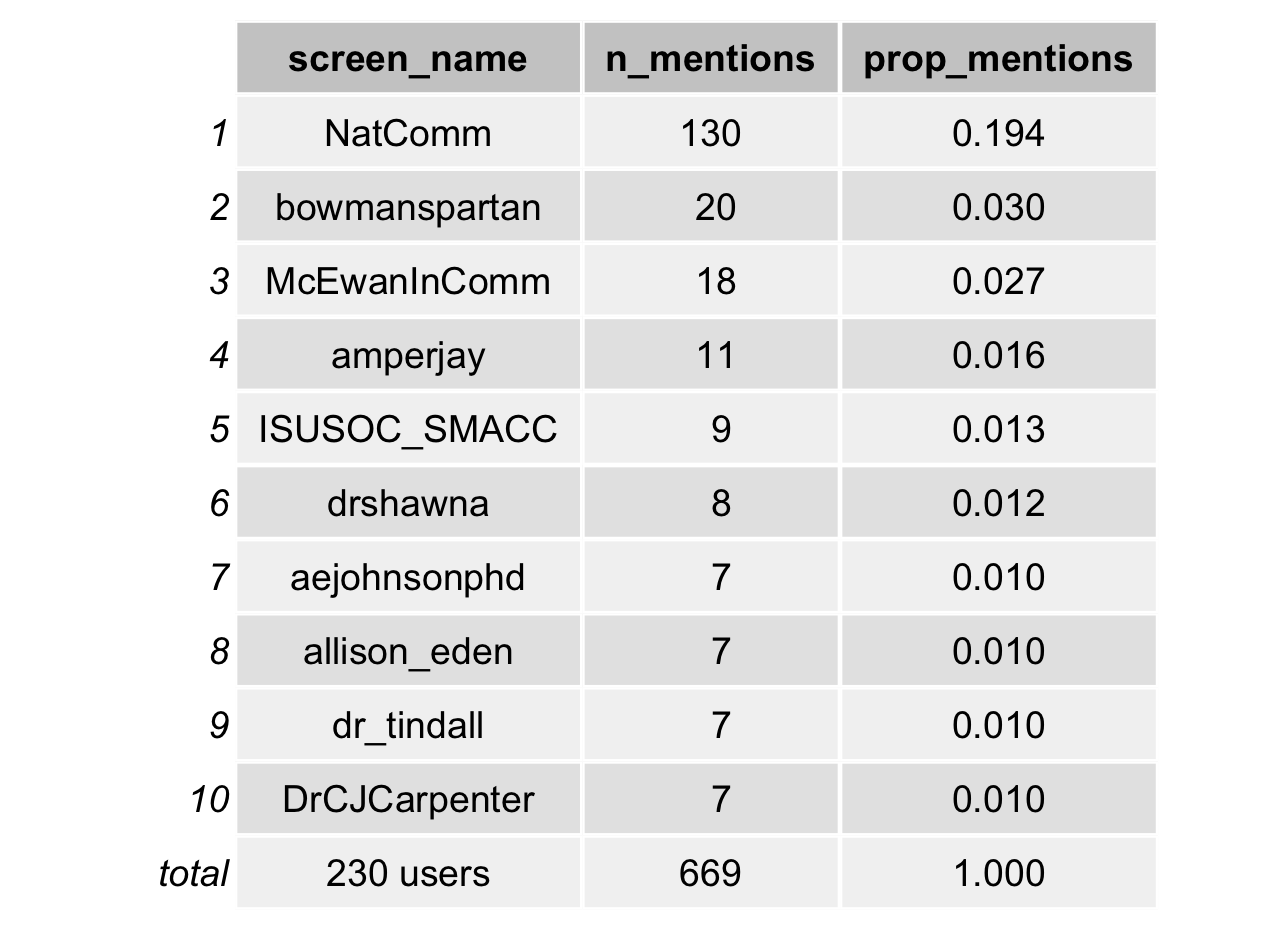 screen_name n_mentions prop_mentions
1 NatComm 130 0.194
2 bowmanspartan 20 0.030
3 McEwanInComm 18 0.027
4 amperjay 11 0.016
5 ISUSOC_SMACC 9 0.013
6 drshawna 8 0.012
7 aejohnsonphd 7 0.010
8 allison_eden 7 0.010
9 dr_tindall 7 0.010
10 DrCJCarpenter 7 0.010
total 230 users 669 1.000